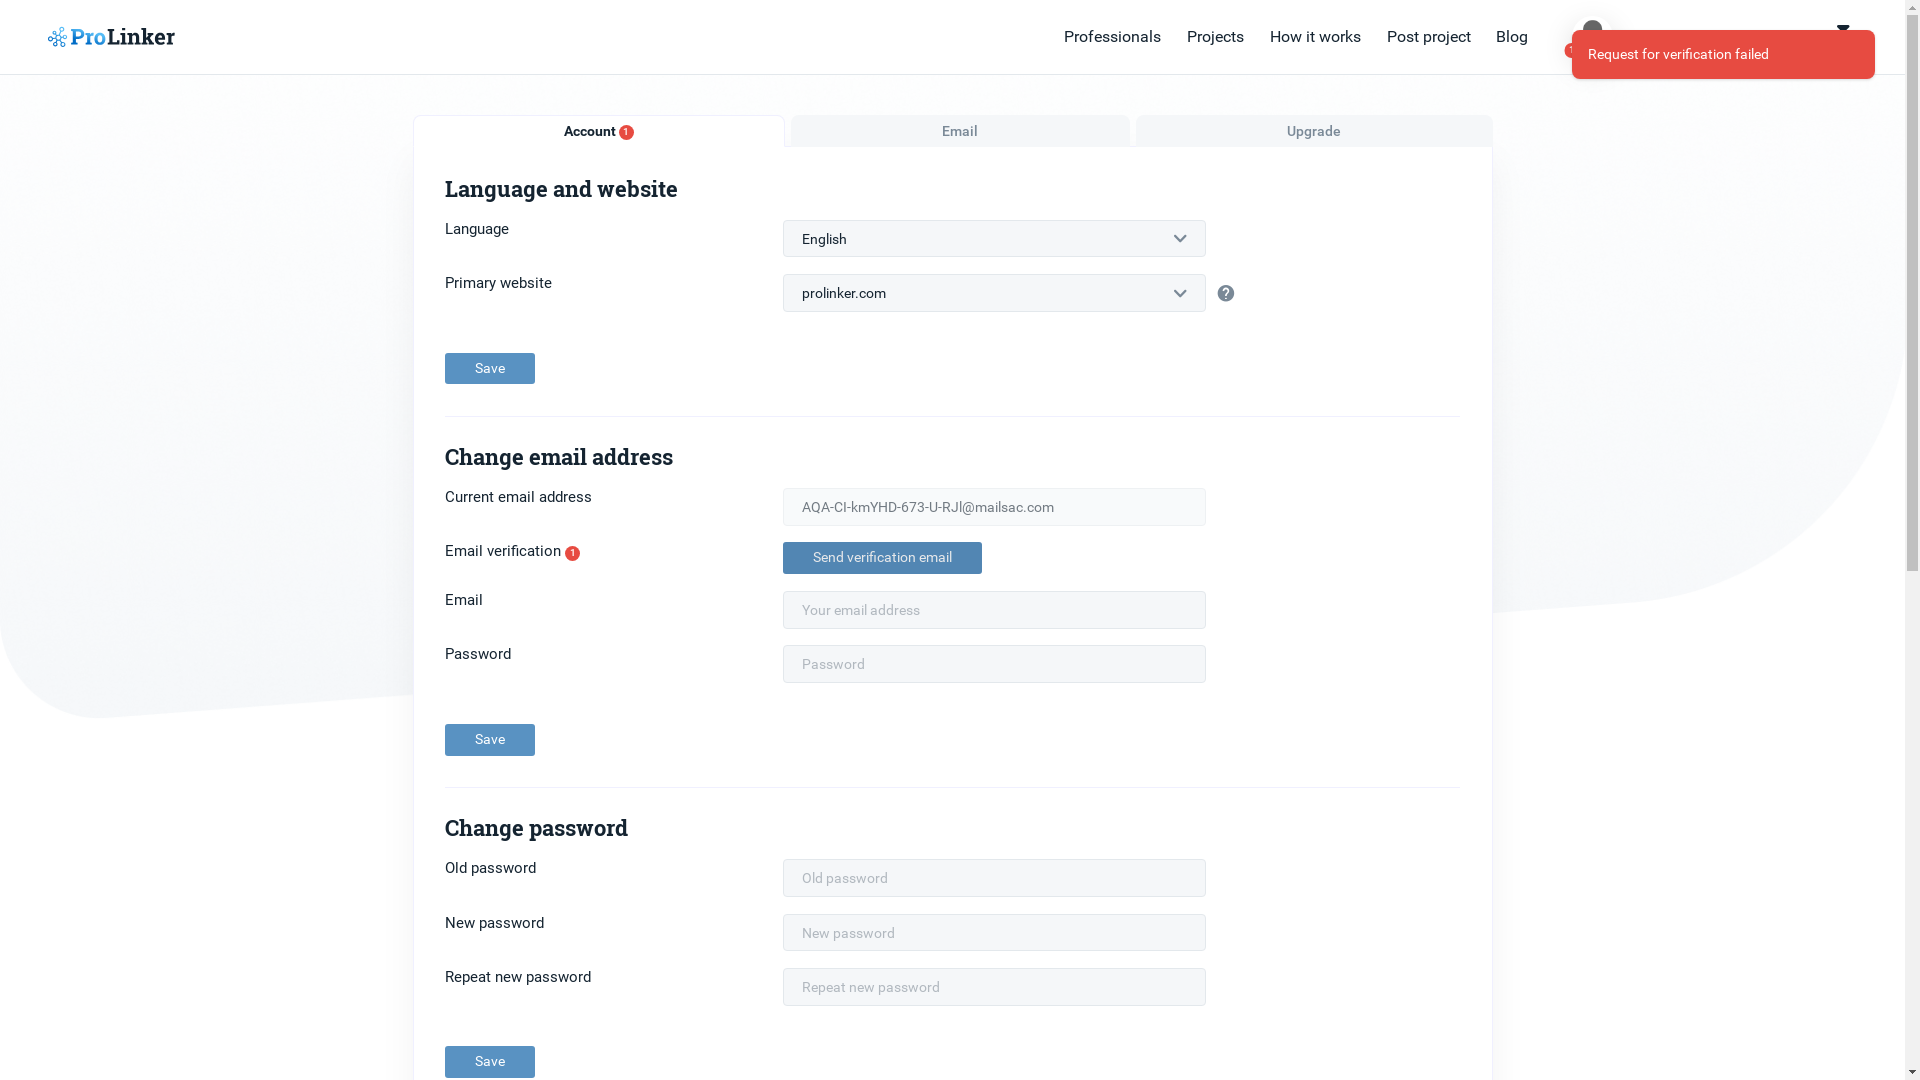 ProLinker
Professionals
Projects
How it works
Post project
Blog
Request for verification failed
Account 1
Email
Upgrade
Language and website
Language
English
Primary website
prolinker.com
?
Save
Change email address
Current email address
AQA-CI-kmYHD-673-U-RJl@mailsac.com
Email verification 1
Send verification email
Email
Your email address
Password
Password
Save
Change password
Old password
Old password
New password
New password
Repeat new password
Repeat new password
Save